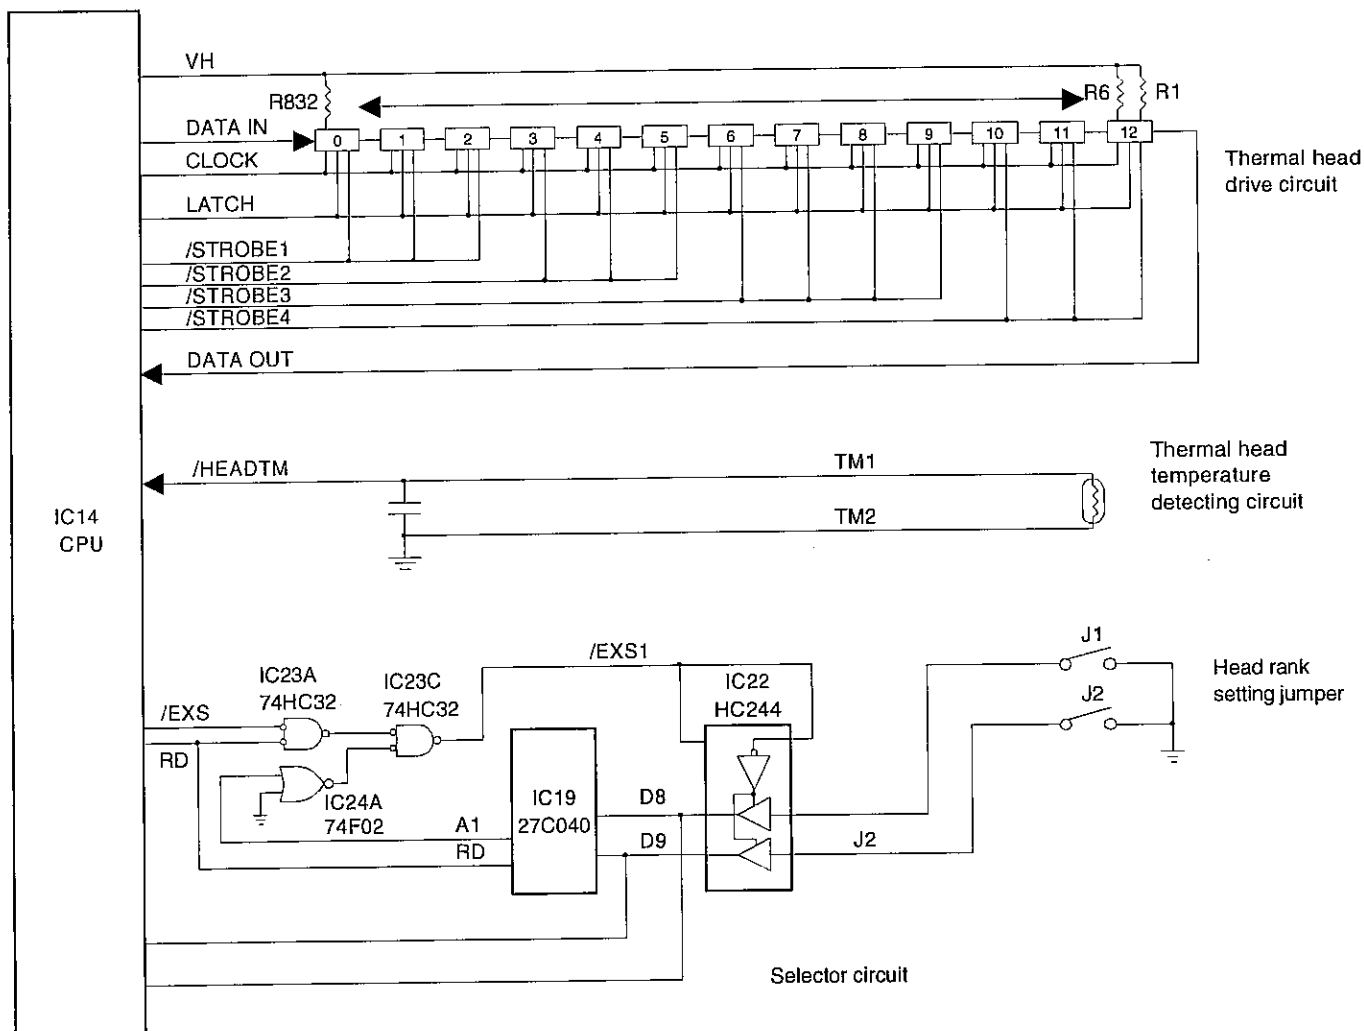 VH
R832
R6
R1
DATA IN
0
1
2
3
4
5
6
7
8
9
10
11
12
CLOCK
Thermal head
drive circuit
LATCH
/STROBE1
/STROBE2
/STROBE3
/STROBE4
DATA OUT
/HEADTM
TM1
TM2
Thermal head
temperature
detecting circuit
IC14
CPU
/EXS1
J1
J2
Head rank
setting jumper
IC23A
74HC32
IC23C
74HC32
IC22
HC244
/EXS
RD
IC24A
74F02
IC19
27C040
A1
RD
D8
D9
J2
Selector circuit